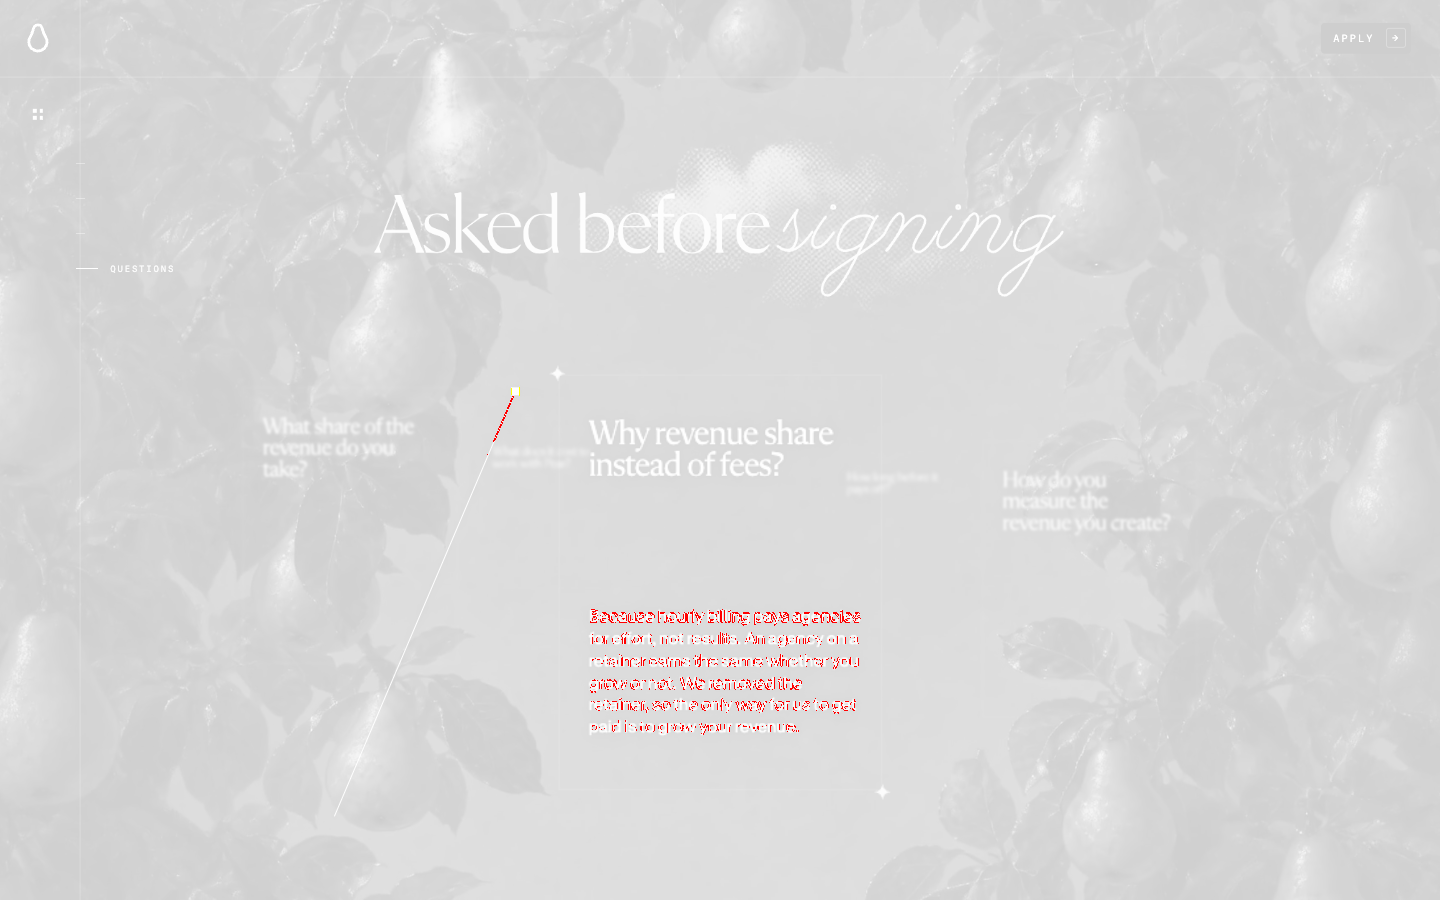 APPLY
Asked before signing
QUESTIONS
What share of the
revenue do you
take?
Why revenue share
instead of fees?
How do you
measure the
revenue you create?
Because hourly billing pays agencies
for effort, not results. An agency on a
retainer earns the same whether you
grow or not. We removed the
retainer, so the only way for us to get
paid is to grow your revenue.